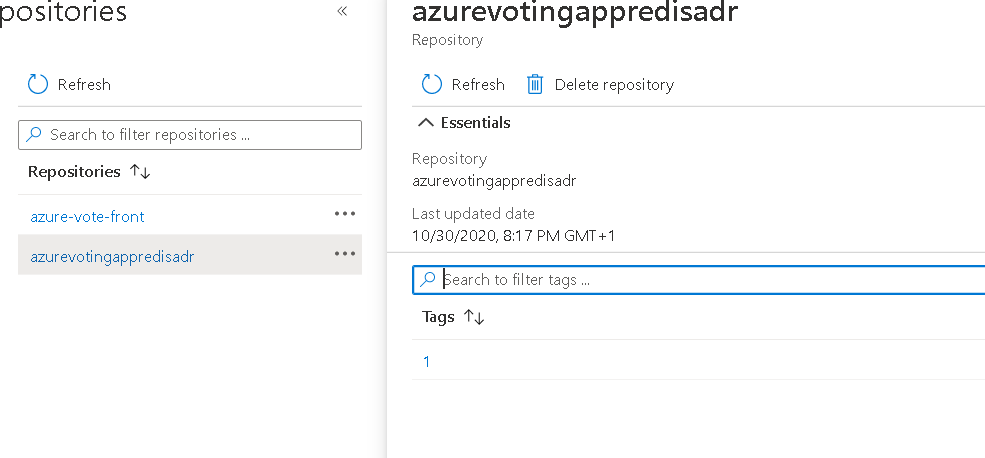 positories
«
Refresh
Search to filter repositories ...
Repositories
azure-vote-front
azurevotingappredisadr
azurevotingappredisadr
Repository
Refresh
Delete repository
Essentials
Repository
azurevotingappredisadr
Last updated date
10/30/2020, 8:17 PM GMT+1
Search to filter tags ...
Tags
1